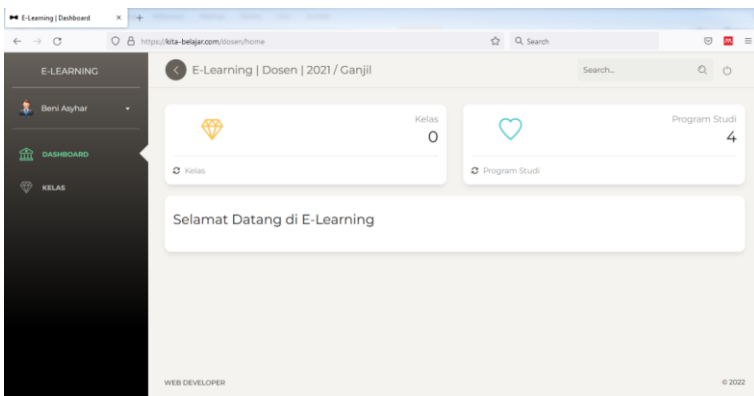 E-Learning | Dashboard
https://kita-belajar.com/dosen/home
Search
E-LEARNING
E-Learning | Dosen | 2021 / Ganjil
Search...
Beni Asyhar
DASHBOARD
KELAS
Kelas
0
Kelas
Program Studi
4
Program Studi
Selamat Datang di E-Learning
WEB DEVELOPER
© 2022